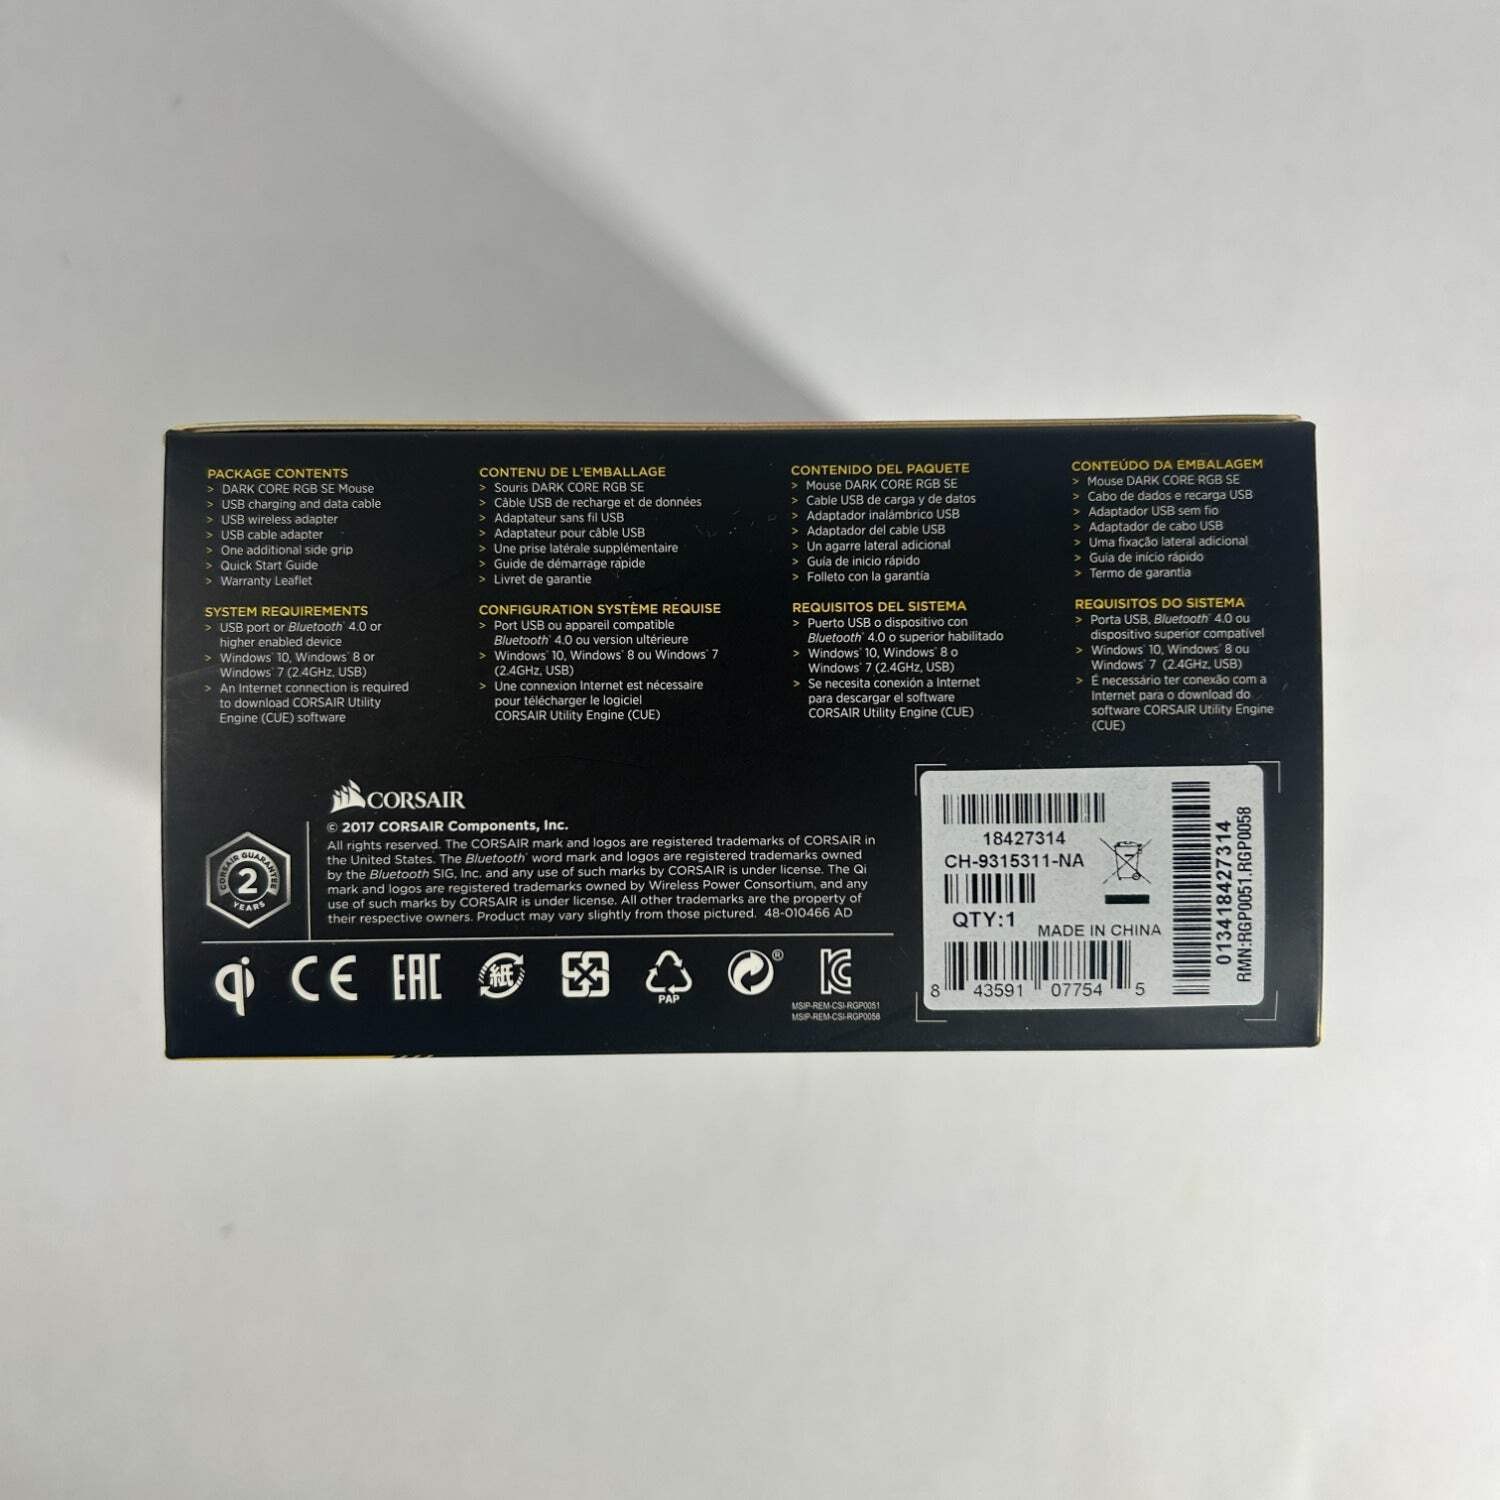 PACKAGE CONTENTS
> DARK CORE RGB SE Mouse
> USB charging and data cable
> USB wireless adapter
> USB cable adapter
> One additional side grip
> Quick Start Guide
> Warranty Leaflet
SYSTEM REQUIREMENTS
> USB port or Bluetooth® 4.0 or
higher enabled device
> Windows® 10, Windows® 8 or
Windows® 7 (2.4GHz, USB)
> An Internet connection is required
to download CORSAIR Utility
Engine (CUE) software
CONTENU DE L'EMBALLAGE
> Souris DARK CORE RGB SE
> Câble USB de recharge et de données
> Adaptateur sans fil USB
> Adaptateur pour câble USB
> Une prise latérale supplémentaire
> Guide de démarrage rapide
> Livret de garantie
CONFIGURATION SYSTÈME REQUISE
> Port USB ou appareil compatible
Bluetooth® 4.0 ou version ultérieure
> Windows® 10, Windows® 8 ou Windows® 7
(2.4GHz, USB)
> Une connexion Internet est nécessaire
pour télécharger le logiciel
CORSAIR Utility Engine (CUE)
CONTENIDO DEL PAQUETE
> Mouse DARK CORE RGB SE
> Cable USB de carga y de datos
> Adaptador inalámbrico USB
> Adaptador del cable USB
> Un agarre lateral adicional
> Guía de inicio rápido
> Folleto con la garantía
REQUISITOS DEL SISTEMA
> Puerto USB o dispositivo con
Bluetooth® 4.0 o superior habilitado
> Windows® 10, Windows® 8 o
Windows® 7 (2.4GHz, USB)
> Se necesita conexión a Internet
para descargar el software
CORSAIR Utility Engine (CUE)
CONTEÚDO DA EMBALAGEM
> Mouse DARK CORE RGB SE
> Cabo de dados e recarga USB
> Adaptador USB sem fio
> Adaptador de cabo USB
> Uma fixação lateral adicional
> Guia de início rápido
> Termo de garantia
REQUISITOS DO SISTEMA
> Porta USB, Bluetooth® 4.0 ou
dispositivo superior compatível
> Windows® 10, Windows® 8 ou
Windows® 7 (2.4GHz, USB)
> É necessário ter conexão com a
Internet para o download do
software CORSAIR Utility Engine
(CUE)
CORSAIR
© 2017 CORSAIR Components, Inc.
All rights reserved. The CORSAIR mark and logos are registered trademarks of CORSAIR in
the United States. The Bluetooth® word mark and logos are registered trademarks owned
by the Bluetooth SIG, Inc. and any use of such marks by CORSAIR is under license. The Qi
mark and logos are registered trademarks owned by Wireless Power Consortium, and any
use of such marks by CORSAIR is under license. All other trademarks are the property of
their respective owners. Product may vary slightly from those pictured. 48-010466 AD
CORSAIR GUARANTEE
2
YEARS
qi CE EAC 紙 PAP ® KC
MSIP-REM-CSI-RGP0051
MSIP-REM-CSI-RGP0058
18427314
CH-9315311-NA
QTY:1
MADE IN CHINA
8 43591 07754 5
013418427314
RMN:RGP0051,RGP0058